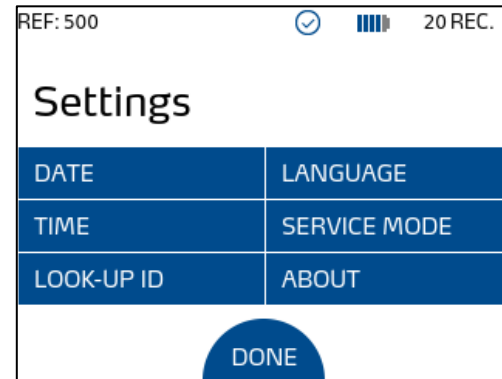 REF: 500 20 REC.
Settings
DATE LANGUAGE
TIME SERVICE MODE
LOOK-UP ID ABOUT
DONE